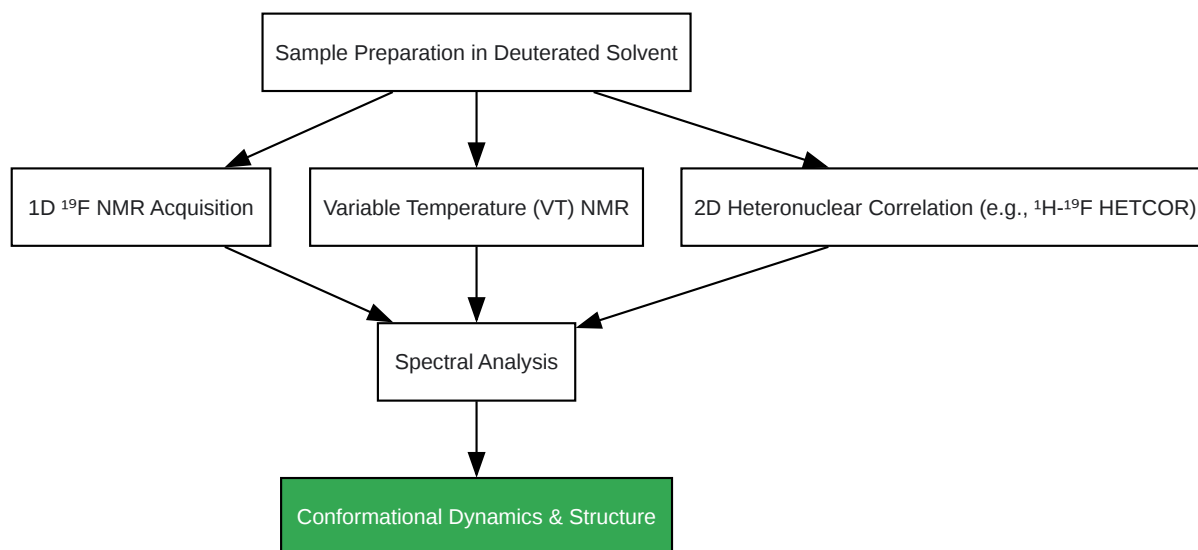 Sample Preparation in Deuterated Solvent
1D ¹⁹F NMR Acquisition
Variable Temperature (VT) NMR
2D Heteronuclear Correlation (e.g., ¹H-¹⁹F HETCOR)
Spectral Analysis
Conformational Dynamics & Structure